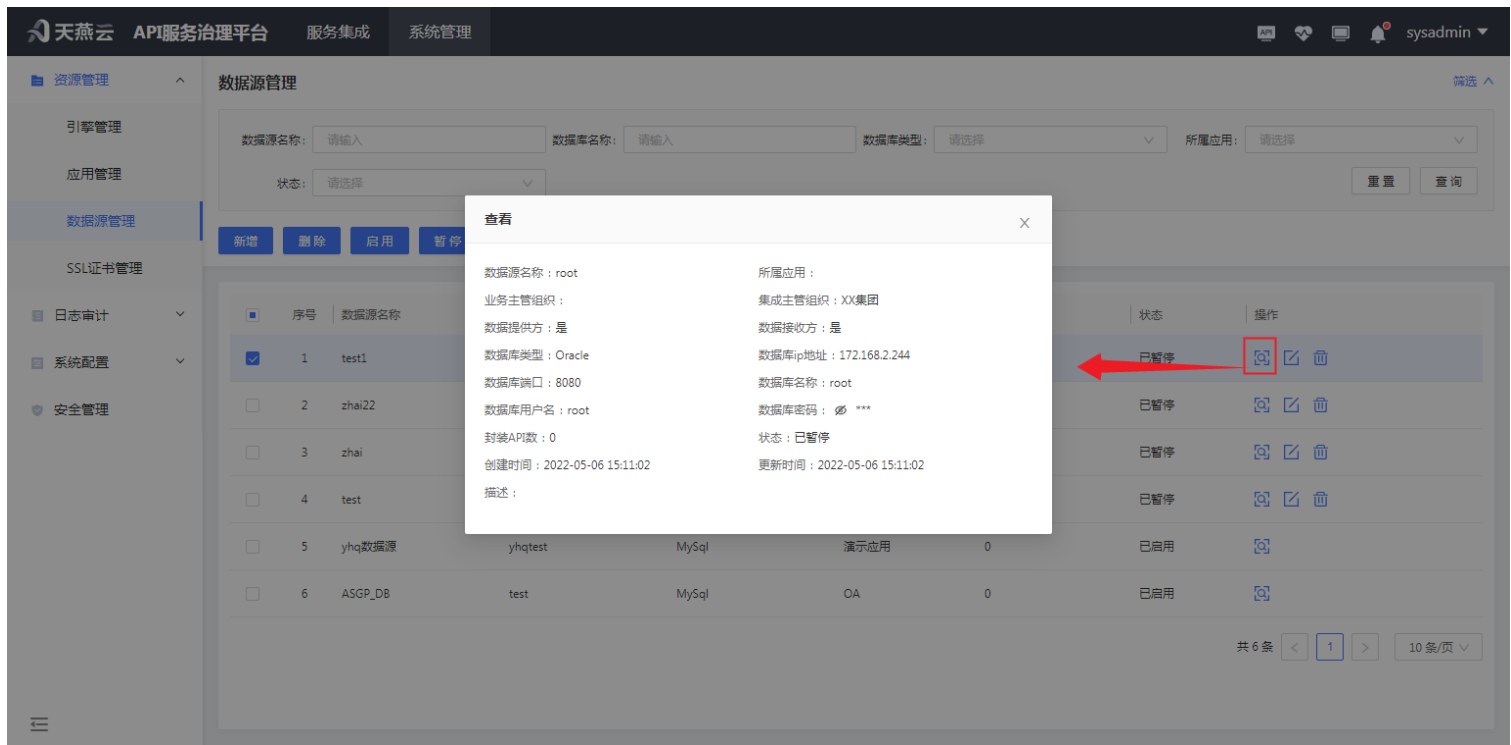 天燕云 API服务治理平台 服务集成 系统管理 API sysadmin
资源管理
数据源管理 筛选
引擎管理
数据源名称: 请输入 数据库名称: 请输入 数据库类型: 请选择 所属应用: 请选择
应用管理
状态: 请选择 重置 查询
数据源管理
新增 删除 启用 暂停
SSL证书管理
日志审计
系统配置
安全管理
查看 X
数据源名称：root 所属应用：
业务主管组织： 集成主管组织：XX集团
数据提供方：是 数据接收方：是
数据库类型：Oracle 数据库ip地址：172.168.2.244
数据库端口：8080 数据库名称：root
数据库用户名：root 数据库密码： ***
封装API数：0 状态：已暂停
创建时间：2022-05-06 15:11:02 更新时间：2022-05-06 15:11:02
描述：
序号 数据源名称 状态 操作
1 test1 已暂停
2 zhai22 已暂停
3 zhai 已暂停
4 test 已暂停
5 yhq数据源 yhqtest MySql 演示应用 0 已启用
6 ASGP_DB test MySql OA 0 已启用
共 6 条 < 1 > 10 条/页